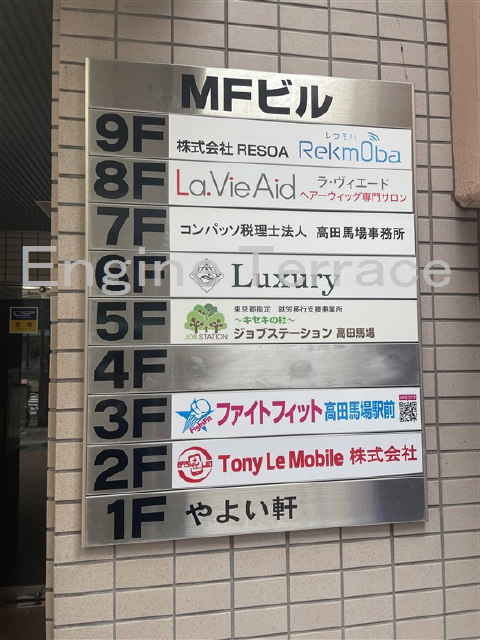 MFビル
9F 株式会社 RESOA レクモバ RekmOba
8F La.VieAid ラ・ヴィエード
ヘアーウィッグ専門サロン
7F コンパッソ税理士法人 高田馬場事務所
Engine Terrace
6F Luxury
5F JOB STATION 東京都指定 就労移行支援事業所
～キセキの杜～
ジョブステーション 高田馬場
4F
3F FightFit ファイトフィット 高田馬場駅前
2F Tony Le Mobile 株式会社
1F やよい軒
CSP